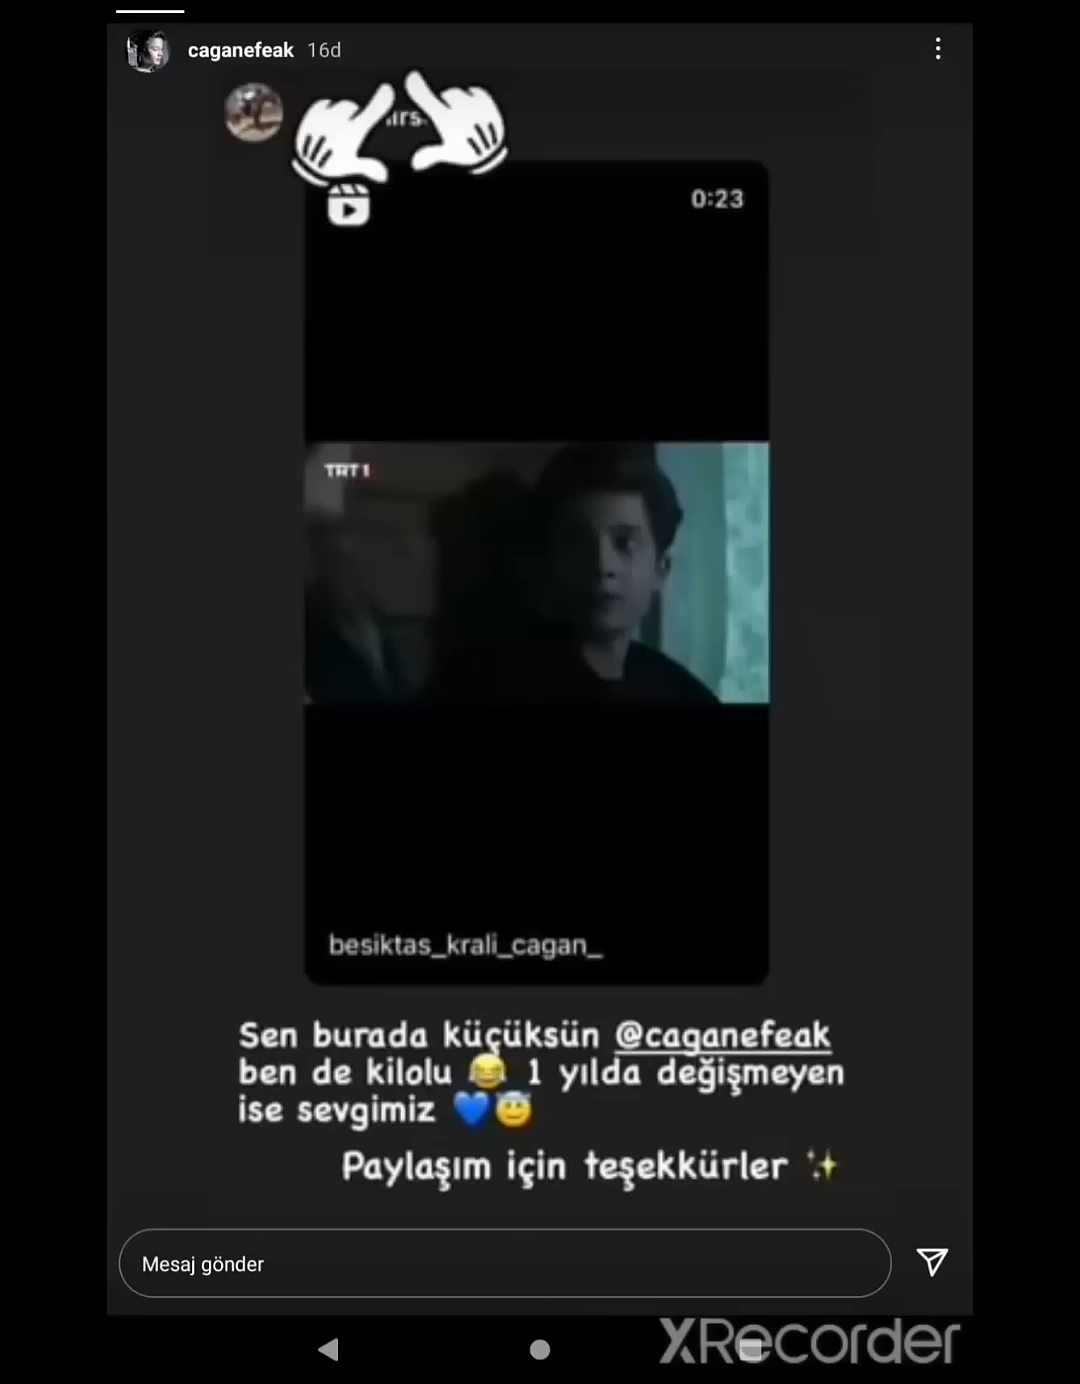 caganefeak 16d
0:23
TRT 1
besiktas_krali_cagan_
Sen burada küçüksün @caganefeak
ben de kilolu 😂 1 yılda değişmeyen
ise sevgimiz 💙😇
Paylaşım için teşekkürler ✨
Mesaj gönder
XRecorder